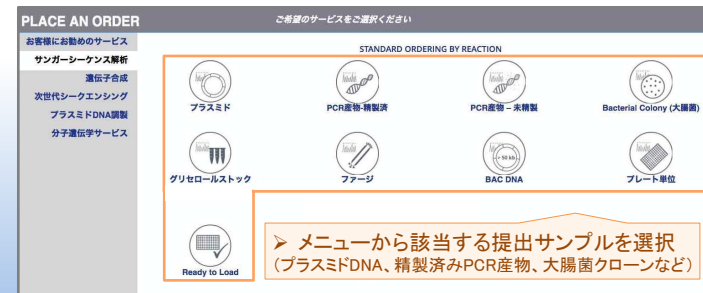 PLACE AN ORDER
ご希望のサービスをご選択ください
お客様にお勧めのサービス
サンガーシーケンス解析
遺伝子合成
次世代シークエンシング
プラスミドDNA調製
分子遺伝学サービス
STANDARD ORDERING BY REACTION
プラスミド
PCR産物-精製済
PCR産物 – 未精製
Bacterial Colony (大腸菌)
グリセロールストック
ファージ
> 50 kb
BAC DNA
プレート単位
Ready to Load
➢ メニューから該当する提出サンプルを選択
(プラスミドDNA、精製済みPCR産物、大腸菌クローンなど)